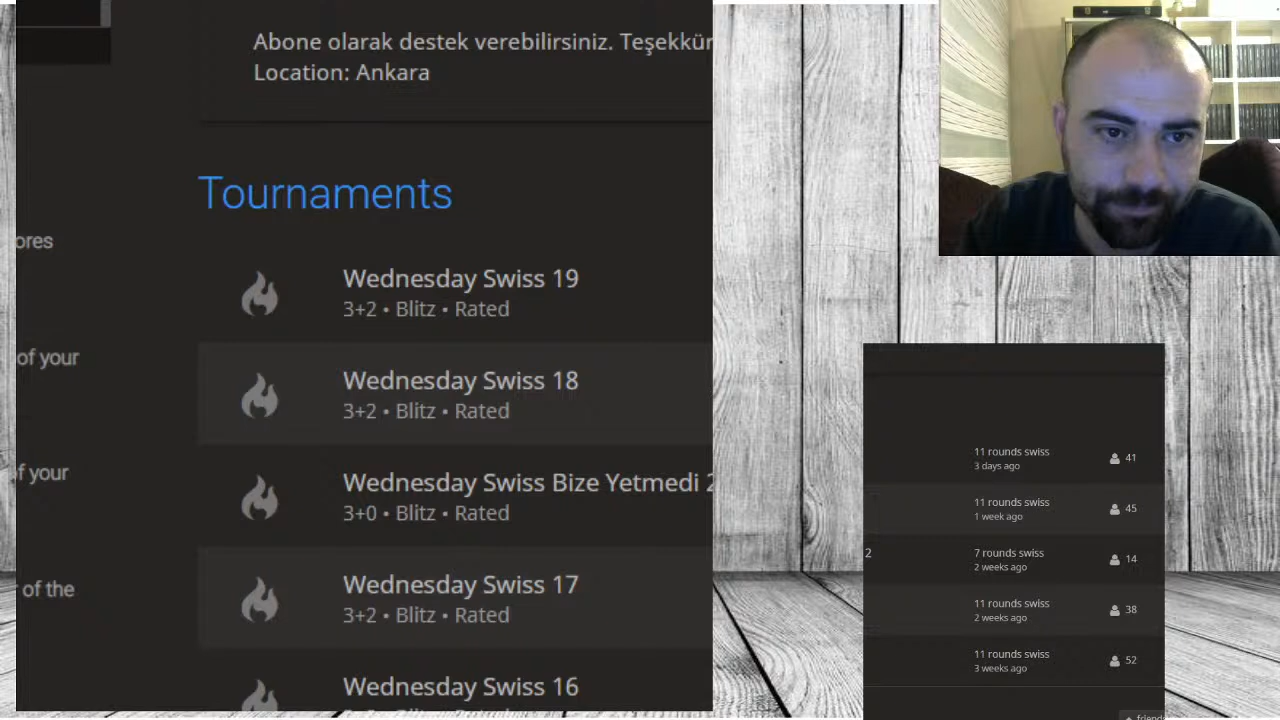 Abone olarak destek verebilirsiniz. Teşekkür
Location: Ankara
Tournaments
ores
Wednesday Swiss 19
3+2 • Blitz • Rated
of your
Wednesday Swiss 18
3+2 • Blitz • Rated
f your
Wednesday Swiss Bize Yetmedi 2
3+0 • Blitz • Rated
of the
Wednesday Swiss 17
3+2 • Blitz • Rated
Wednesday Swiss 16
11 rounds swiss
3 days ago
41
11 rounds swiss
1 week ago
45
2
7 rounds swiss
2 weeks ago
14
11 rounds swiss
2 weeks ago
38
11 rounds swiss
3 weeks ago
52